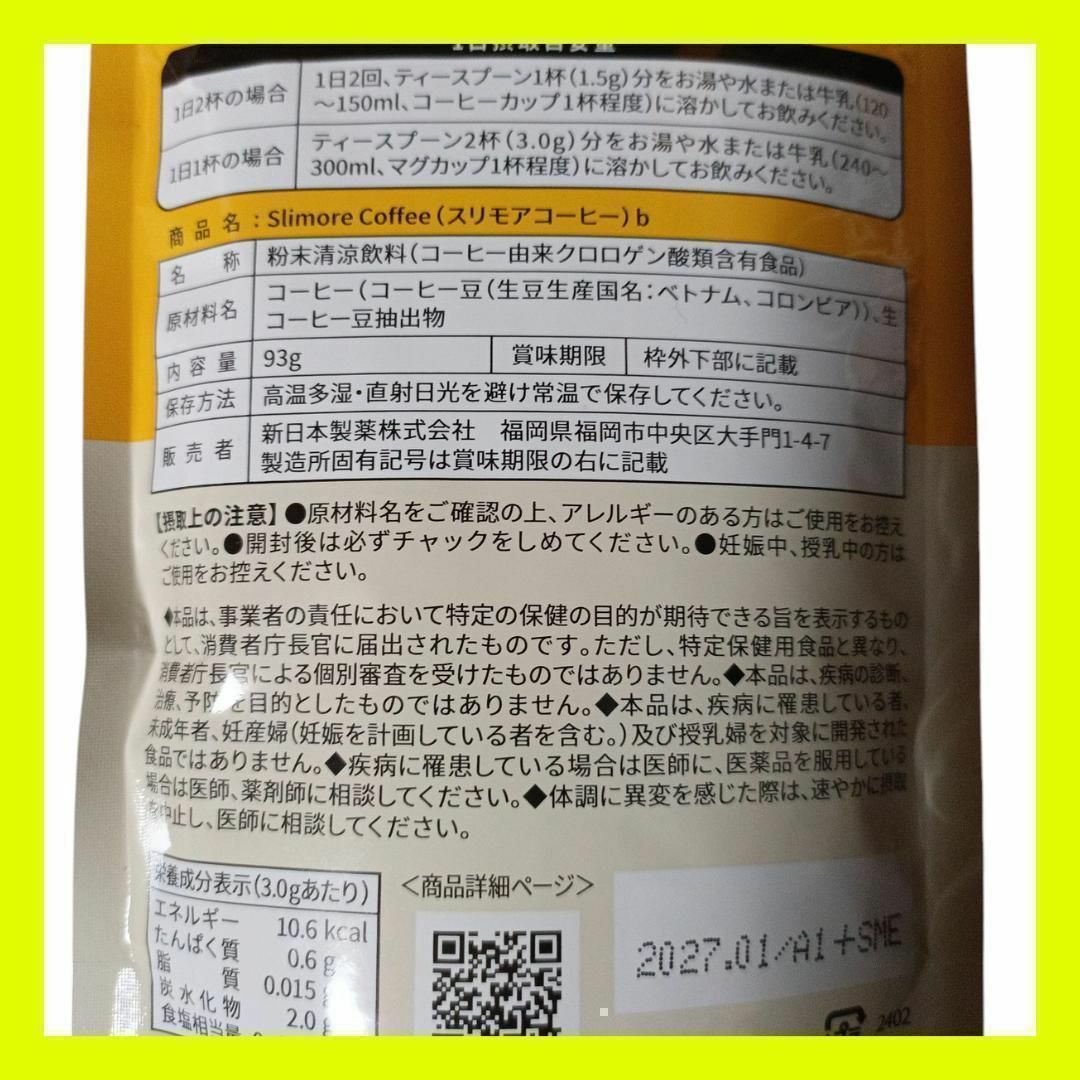 1日摂取目安量
1日2杯の場合
1日2回、ティースプーン1杯(1.5g)分をお湯や水または牛乳(120
～150ml、コーヒーカップ1杯程度)に溶かしてお飲みください。
1日1杯の場合
ティースプーン2杯(3.0g)分をお湯や水または牛乳(240～
300ml、マグカップ1杯程度)に溶かしてお飲みください。
商品名：Slimore Coffee(スリモアコーヒー)b
名称 粉末清涼飲料(コーヒー由来クロロゲン酸類含有食品)
原材料名 コーヒー(コーヒー豆(生豆生産国名：ベトナム、コロンビア))、生
コーヒー豆抽出物
内容量 93g 賞味期限 枠外下部に記載
保存方法 高温多湿・直射日光を避け常温で保存してください。
販売者 新日本製薬株式会社 福岡県福岡市中央区大手門1-4-7
製造所固有記号は賞味期限の右に記載
【摂取上の注意】●原材料名をご確認の上、アレルギーのある方はご使用をお控え
ください。●開封後は必ずチャックをしめてください。●妊娠中、授乳中の方は
ご使用をお控えください。
◆本品は、事業者の責任において特定の保健の目的が期待できる旨を表示するもの
として、消費者庁長官に届出されたものです。ただし、特定保健用食品と異なり、
消費者庁長官による個別審査を受けたものではありません。◆本品は、疾病の診断、
治療、予防を目的としたものではありません。◆本品は、疾病に罹患している者、
未成年者、妊産婦(妊娠を計画している者を含む。)及び授乳婦を対象に開発された
食品ではありません。◆疾病に罹患している場合は医師に、医薬品を服用している
場合は医師、薬剤師に相談してください。◆体調に異変を感じた際は、速やかに摂取
を中止し、医師に相談してください。
栄養成分表示(3.0gあたり)
エネルギー 10.6 kcal
たんぱく質 0.6 g
脂質 0.015
炭水化物 2.0 g
食塩相当量
＜商品詳細ページ＞
2027.01/A1+SME
2402